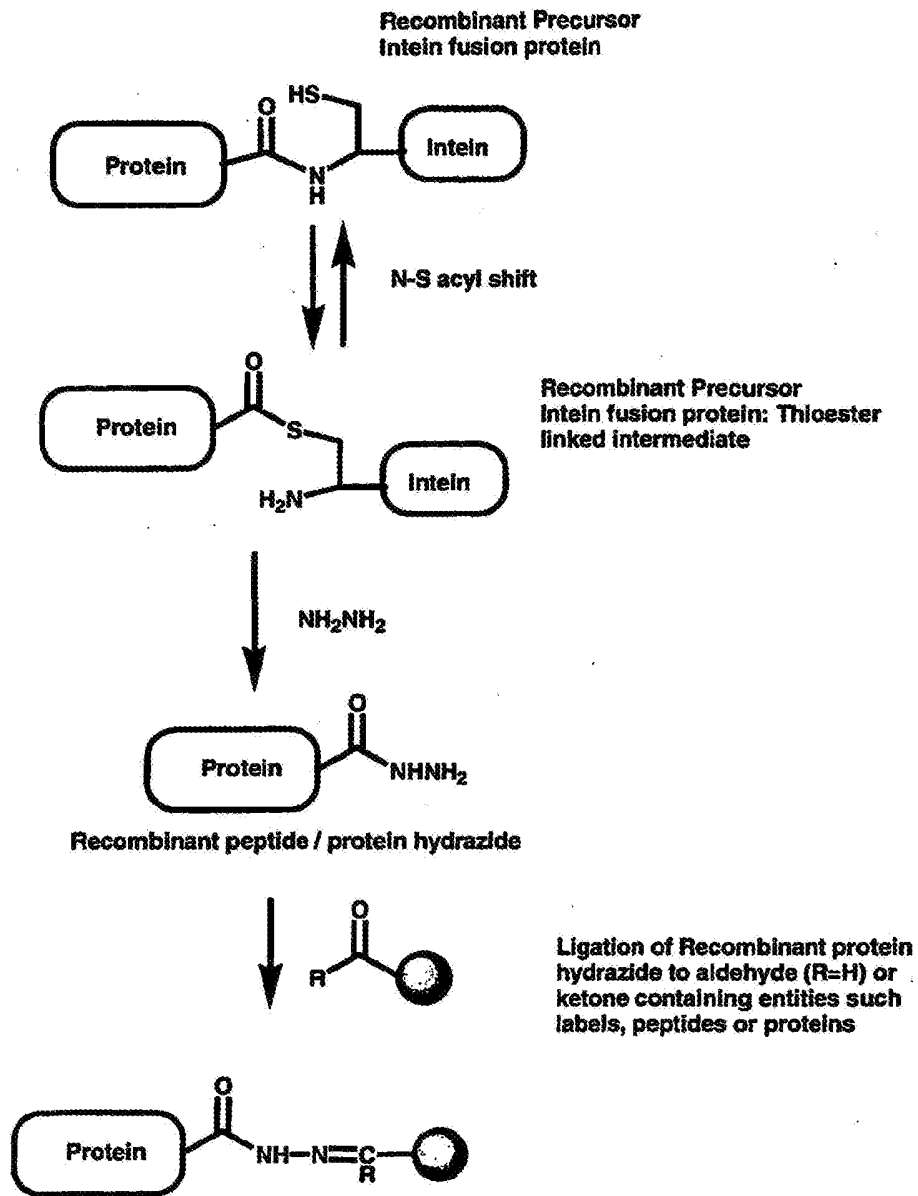 Recombinant Precursor
Intein fusion protein
HS
O
Protein
N
H
Intein
N-S acyl shift
O
Protein
S
H2N
Intein
Recombinant Precursor
Intein fusion protein: Thioester
linked intermediate
NH2NH2
O
Protein
NHNH2
Recombinant peptide / protein hydrazide
O
R
Ligation of Recombinant protein
hydrazide to aldehyde (R=H) or
ketone containing entities such
labels, peptides or proteins
O
Protein
NH–N=C
R